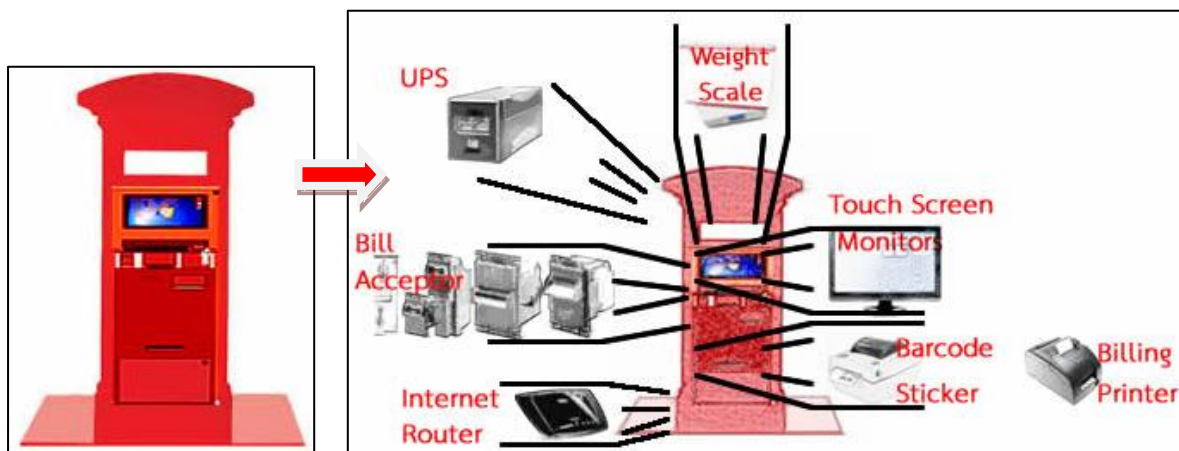 UPS
Weight
Scale
Touch Screen
Monitors
Bill
Acceptor
Barcode
Sticker
Billing
Printer
Internet
Router